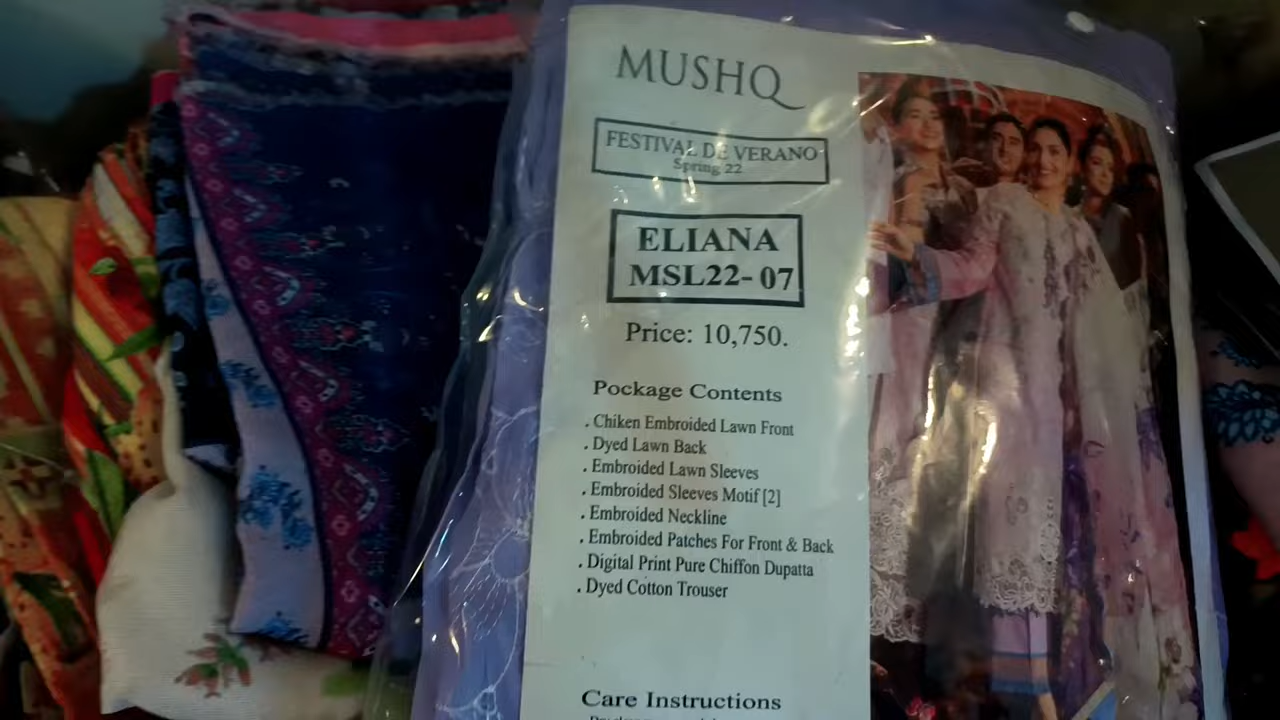 MUSHQ
FESTIVAL DE VERANO
Spring 22
ELIANA
MSL22-07
Price: 10,750.
Pockage Contents
. Chiken Embroided Lawn Front
. Dyed Lawn Back
. Embroided Lawn Sleeves
. Embroided Sleeves Motif [2]
. Embroided Neckline
. Embroided Patches For Front & Back
. Digital Print Pure Chiffon Dupatta
. Dyed Cotton Trouser
Care Instructions